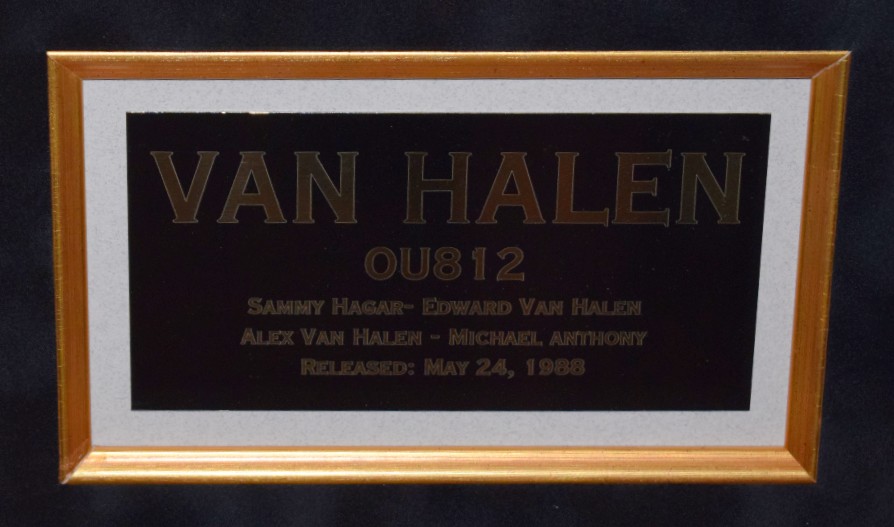 VAN HALEN
OU812
SAMMY HAGAR- EDWARD VAN HALEN
ALEX VAN HALEN - MICHAEL ANTHONY
RELEASED: MAY 24, 1988